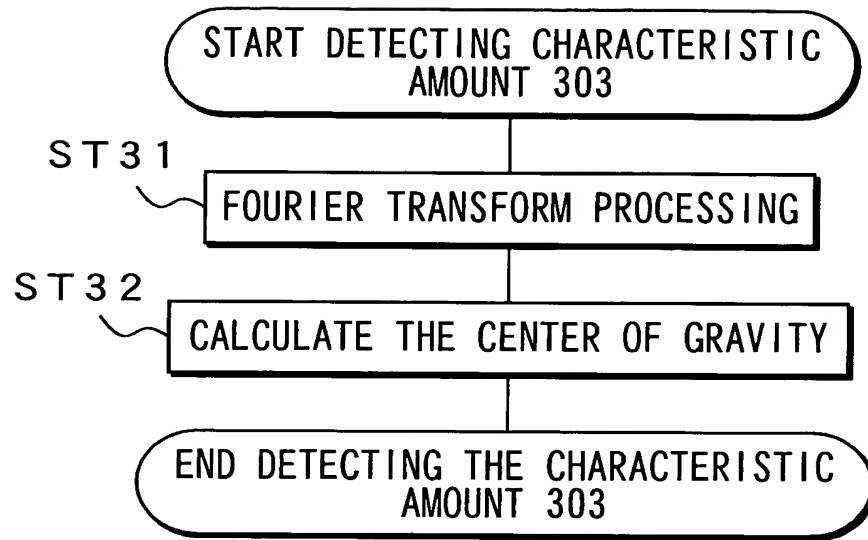 START DETECTING CHARACTERISTIC
AMOUNT 303
ST31
FOURIER TRANSFORM PROCESSING
ST32
CALCULATE THE CENTER OF GRAVITY
END DETECTING THE CHARACTERISTIC
AMOUNT 303